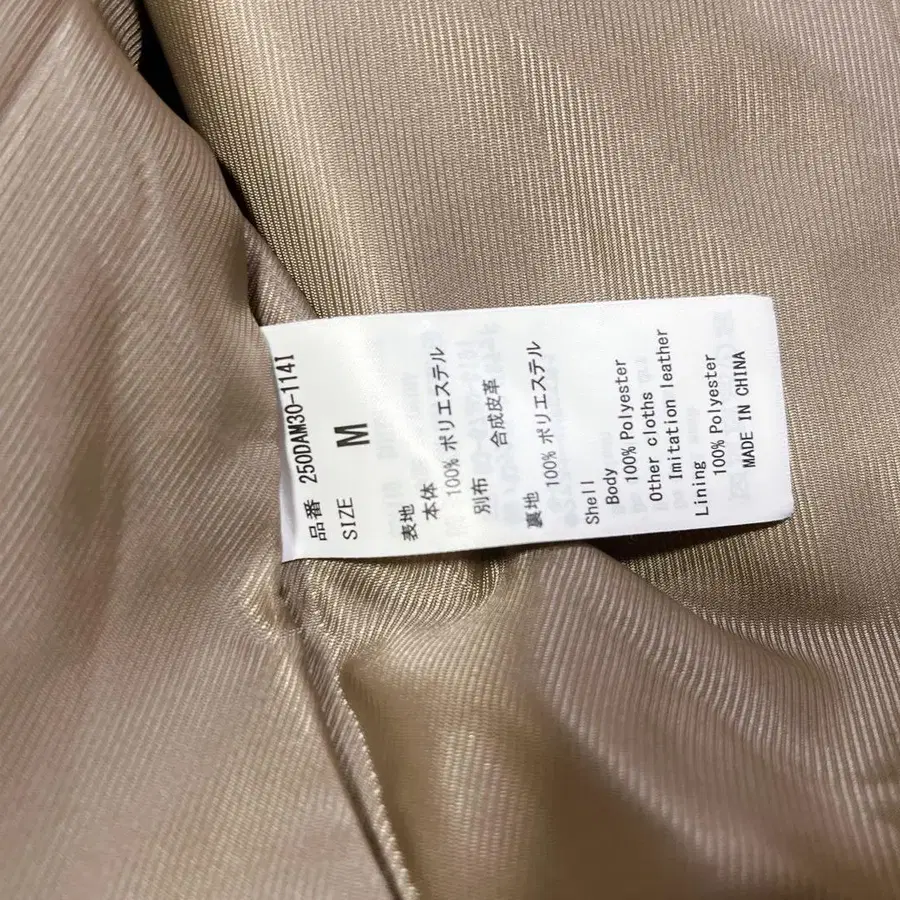 品番 250DAM30-114I
SIZE M
表地
本体
100% ポリエステル
別布
合成皮革
裏地
100% ポリエステル
Shell
Body
100% Polyester
Other cloths
Imitation leather
Lining
100% Polyester
MADE IN CHINA